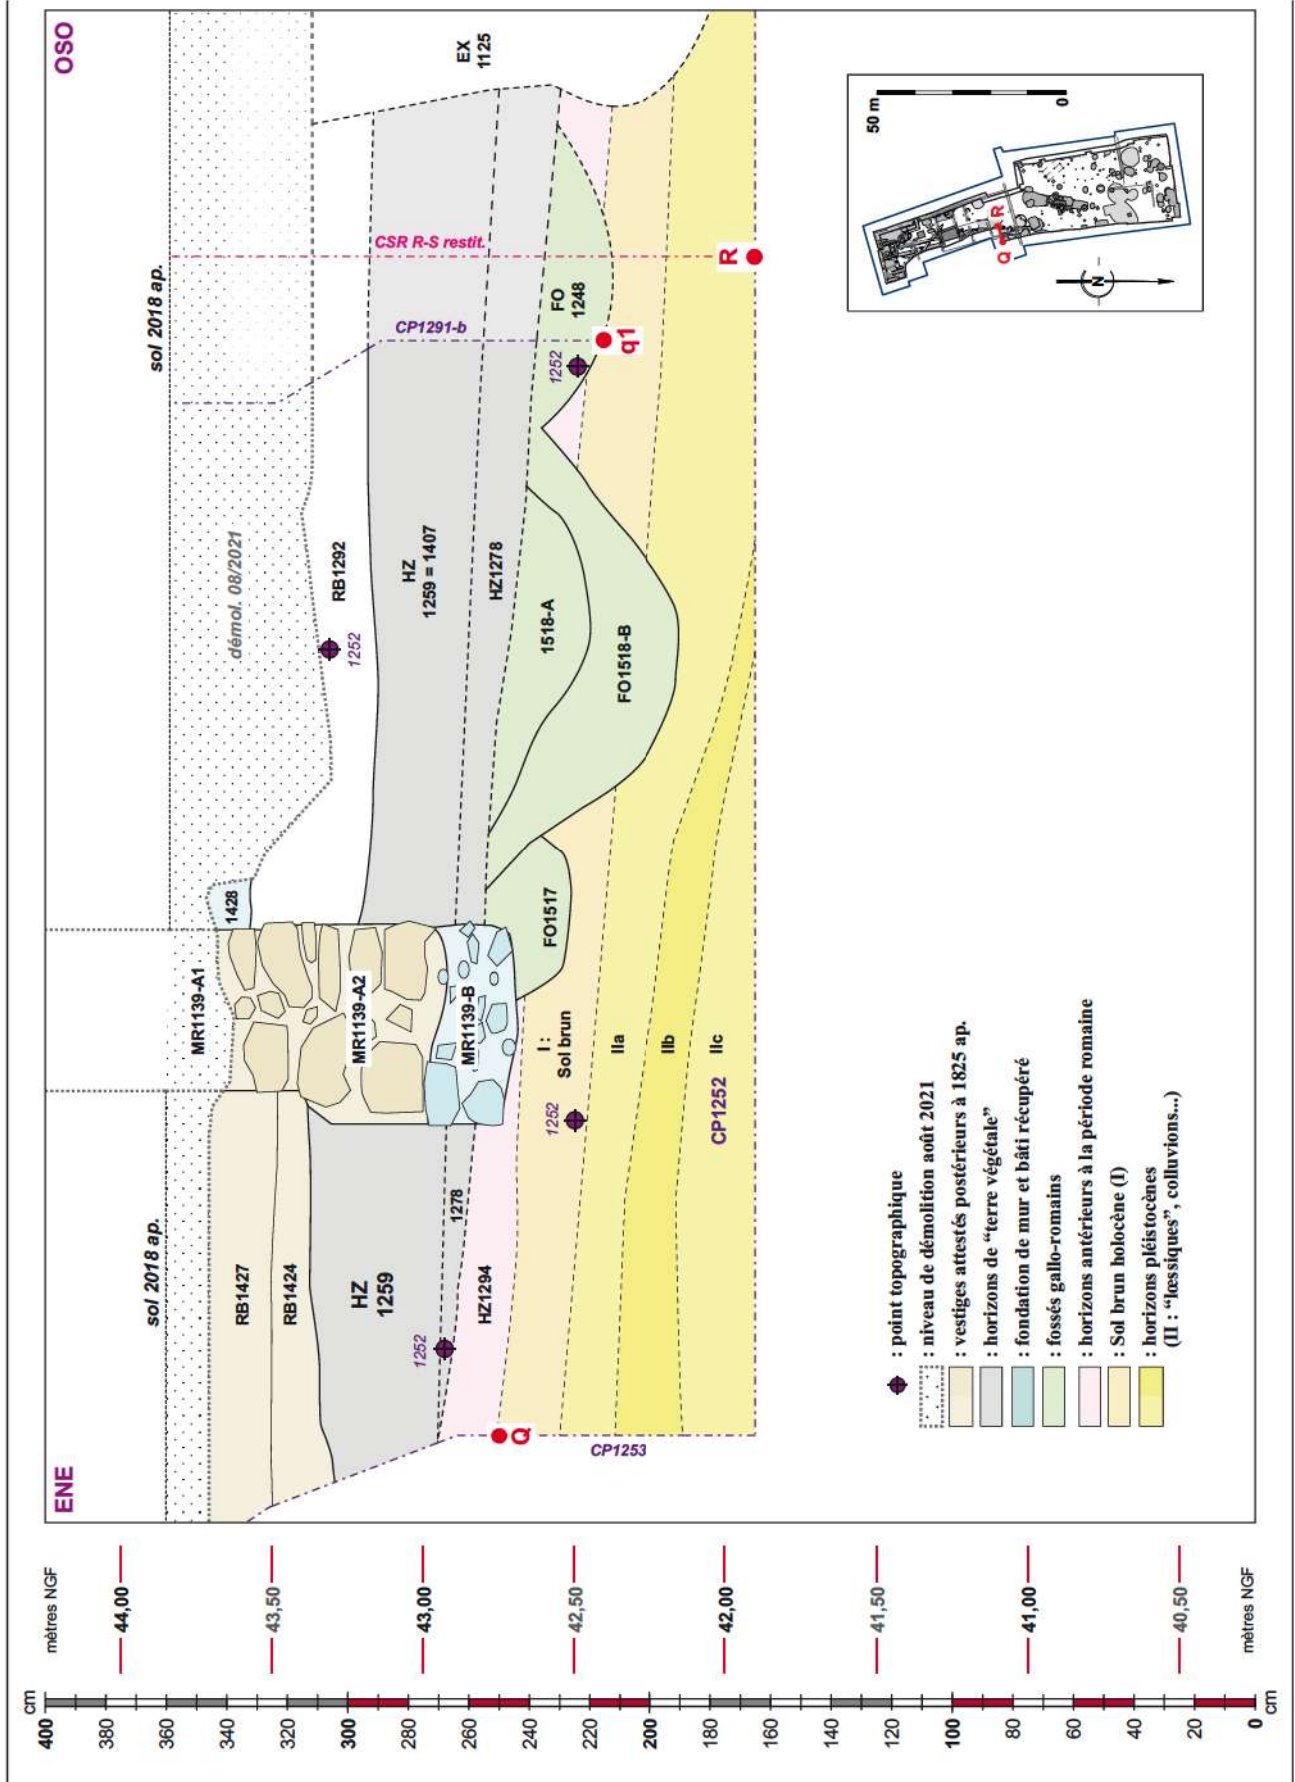 ENE
OSO
sol 2018 ap.
sol 2018 ap.
MR1139-A1
démol. 08/2021
1428
RB1427
RB1424
RB1292
1252
CP1291-b
CSR R-S restit.
EX
1125
MR1139-A2
HZ
1259
HZ
1259 = 1407
1252
1278
MR1139-B
HZ1278
HZ1294
Q
FO1517
1518-A
FO1518-B
FO
1248
1252
q1
R
I :
Sol brun
1252
IIa
IIb
IIc
CP1252
CP1253
: point topographique
: niveau de démolition août 2021
: vestiges attestés postérieurs à 1825 ap.
: horizons de “terre végétale”
: fondation de mur et bâti récupéré
: fossés gallo-romains
: horizons antérieurs à la période romaine
: Sol brun holocène (I)
: horizons pléistocènes
(II : “lœssiques”, colluvions...)
50 m
0
Q
R
N
mètres NGF
44,00
43,50
43,00
42,50
42,00
41,50
41,00
40,50
mètres NGF
cm
400
380
360
340
320
300
280
260
240
220
200
180
160
140
120
100
80
60
40
20
0
cm